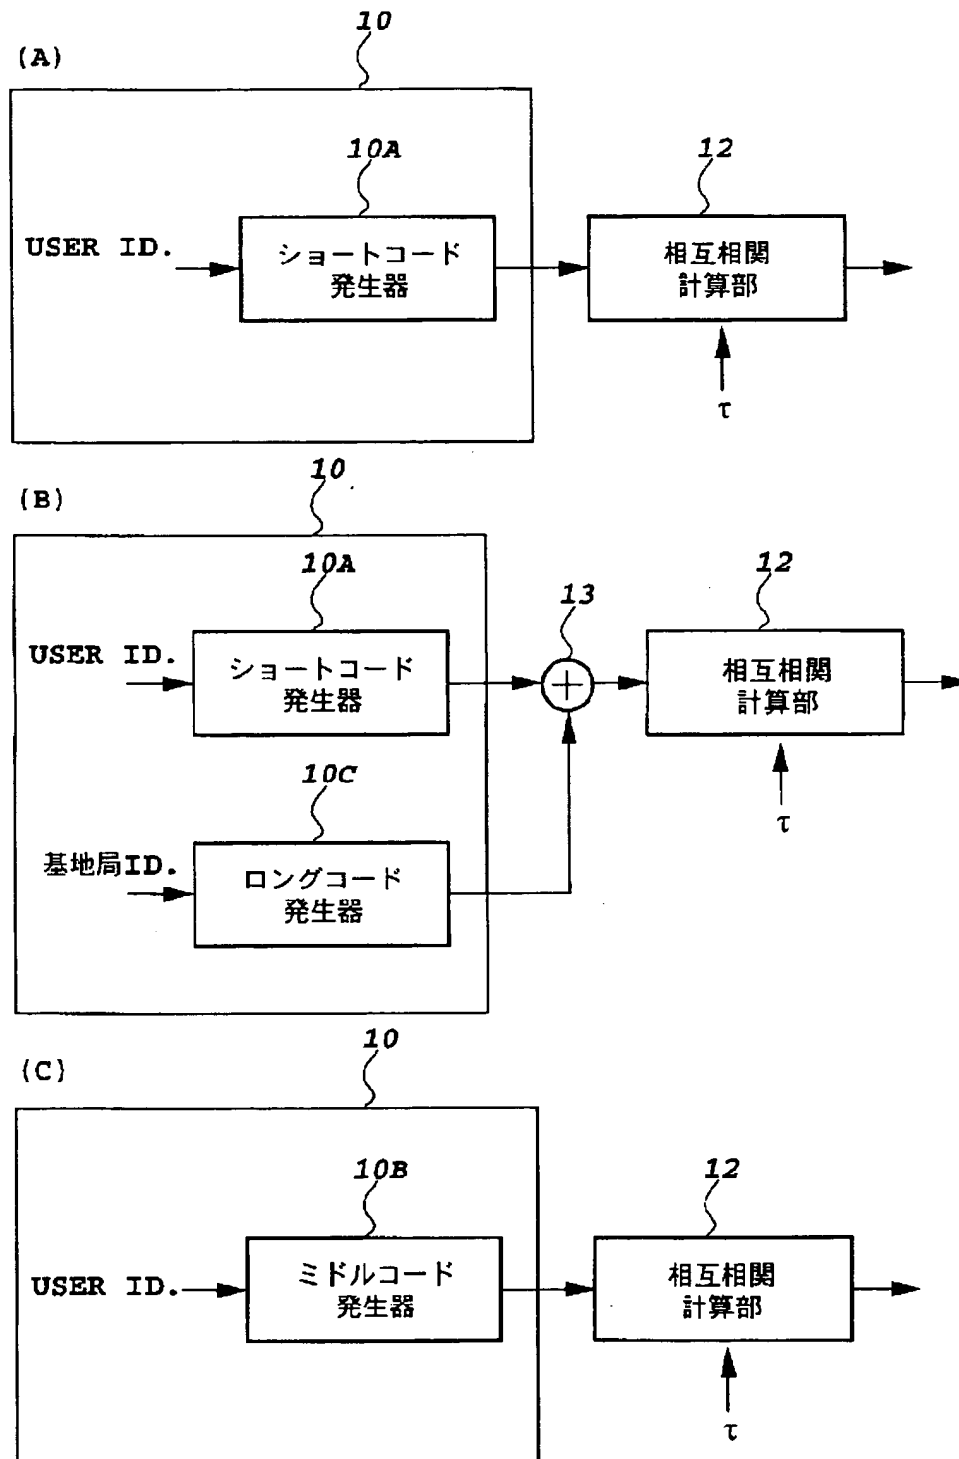 (A)
10
10A
12
USER ID.
ショートコード
発生器
相互相関
計算部
τ
(B)
10
10A
13
12
USER ID.
ショートコード
発生器
相互相関
計算部
τ
10C
基地局ID.
ロングコード
発生器
(C)
10
10B
12
USER ID.
ミドルコード
発生器
相互相関
計算部
τ